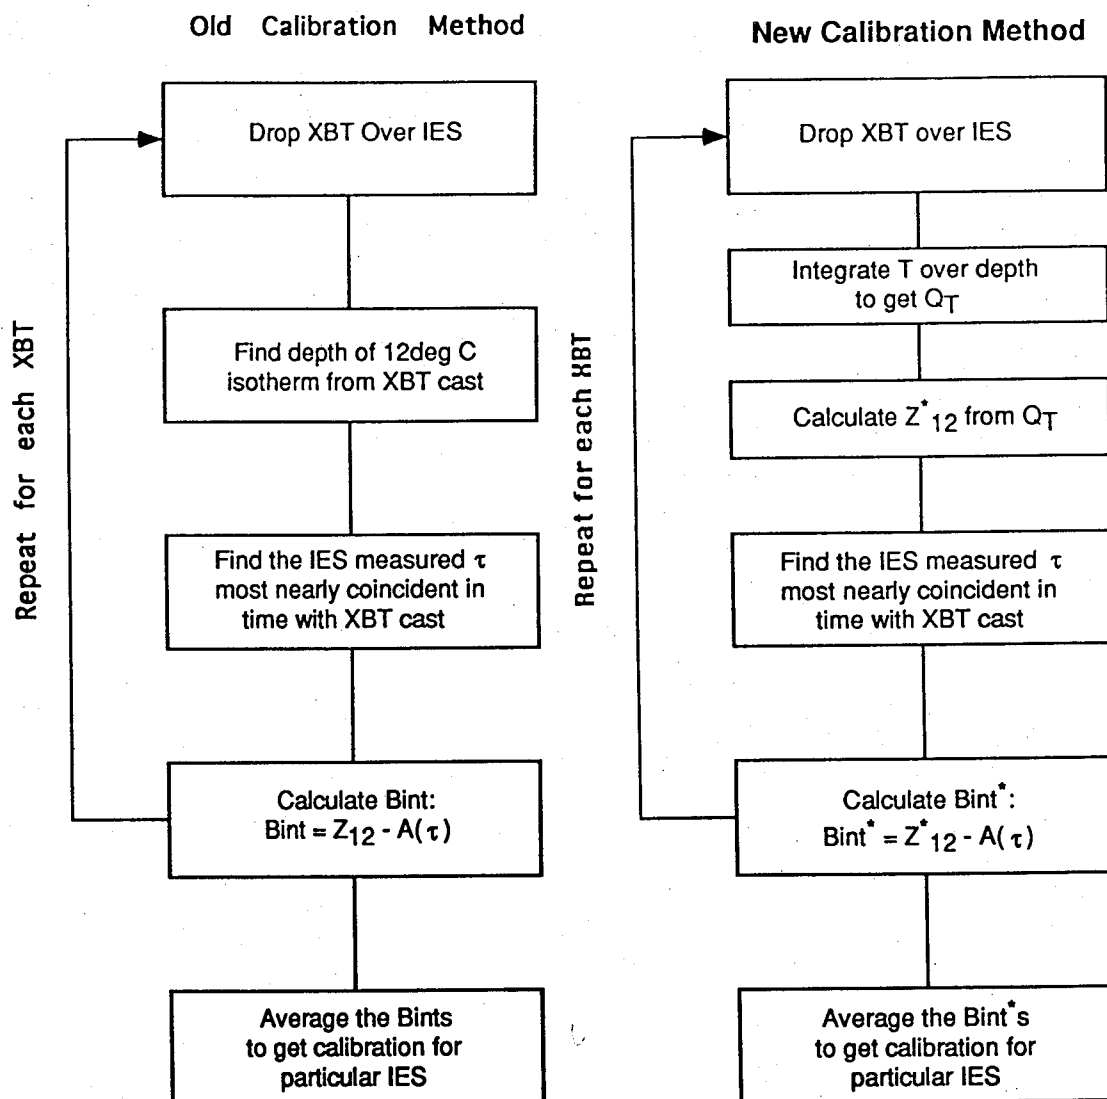 Old Calibration Method
Drop XBT Over IES
Find depth of 12deg C
isotherm from XBT cast
Find the IES measured τ
most nearly coincident in
time with XBT cast
Calculate Bint:
Bint = Z12 - A(τ)
Average the Bints
to get calibration for
particular IES
Repeat for each XBT
New Calibration Method
Drop XBT over IES
Integrate T over depth
to get QT
Calculate Z*12 from QT
Find the IES measured τ
most nearly coincident in
time with XBT cast
Calculate Bint*:
Bint* = Z*12 - A(τ)
Average the Bint*s
to get calibration for
particular IES
Repeat for each XBT